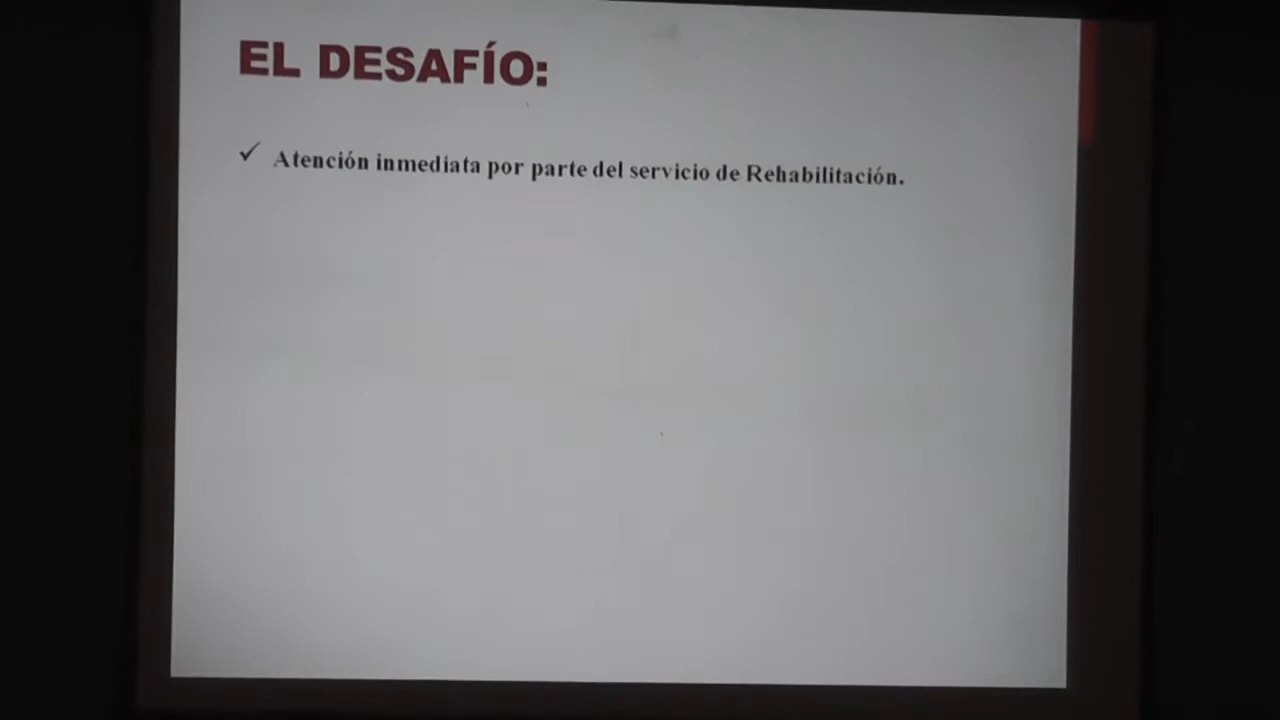 EL DESAFÍO:
✓ Atención inmediata por parte del servicio de Rehabilitación.